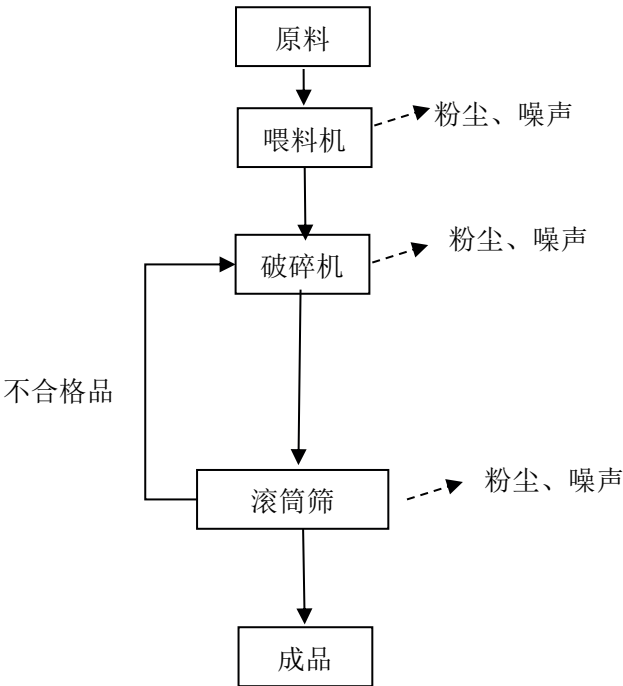 原料
喂料机
粉尘、噪声
破碎机
粉尘、噪声
不合格品
滚筒筛
粉尘、噪声
成品